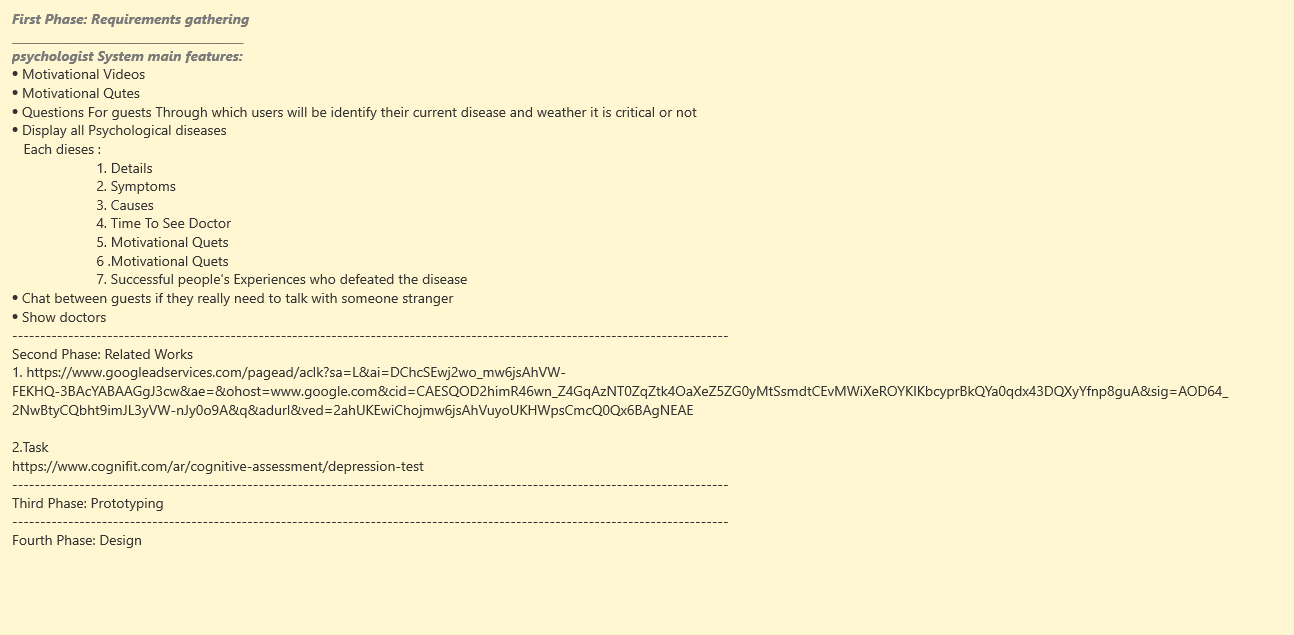 First Phase: Requirements gathering
_________________________________
psychologist System main features:
• Motivational Videos
• Motivational Qutes
• Questions For guests Through which users will be identify their current disease and weather it is critical or not
• Display all Psychological diseases
Each dieses :
1. Details
2. Symptoms
3. Causes
4. Time To See Doctor
5. Motivational Quets
6 .Motivational Quets
7. Successful people's Experiences who defeated the disease
• Chat between guests if they really need to talk with someone stranger
• Show doctors
--------------------------------------------------------------------------------------------------------------------------------
Second Phase: Related Works
1. https://www.googleadservices.com/pagead/aclk?sa=L&ai=DChcSEwj2wo_mw6jsAhVW-
FEKHQ-3BAcYABAAGgJ3cw&ae=&ohost=www.google.com&cid=CAESQOD2himR46wn_Z4GqAzNT0ZqZtk4OaXeZ5ZG0yMtSsmdtCEvMWiXeROYKlKbcyprBkQYa0qdx43DQXyYfnp8guA&sig=AOD64_
2NwBtyCQbht9imJL3yVW-nJy0o9A&q&adurl&ved=2ahUKEwiChojmw6jsAhVuyoUKHWpsCmcQ0Qx6BAgNEAE
2.Task
https://www.cognifit.com/ar/cognitive-assessment/depression-test
--------------------------------------------------------------------------------------------------------------------------------
Third Phase: Prototyping
--------------------------------------------------------------------------------------------------------------------------------
Fourth Phase: Design